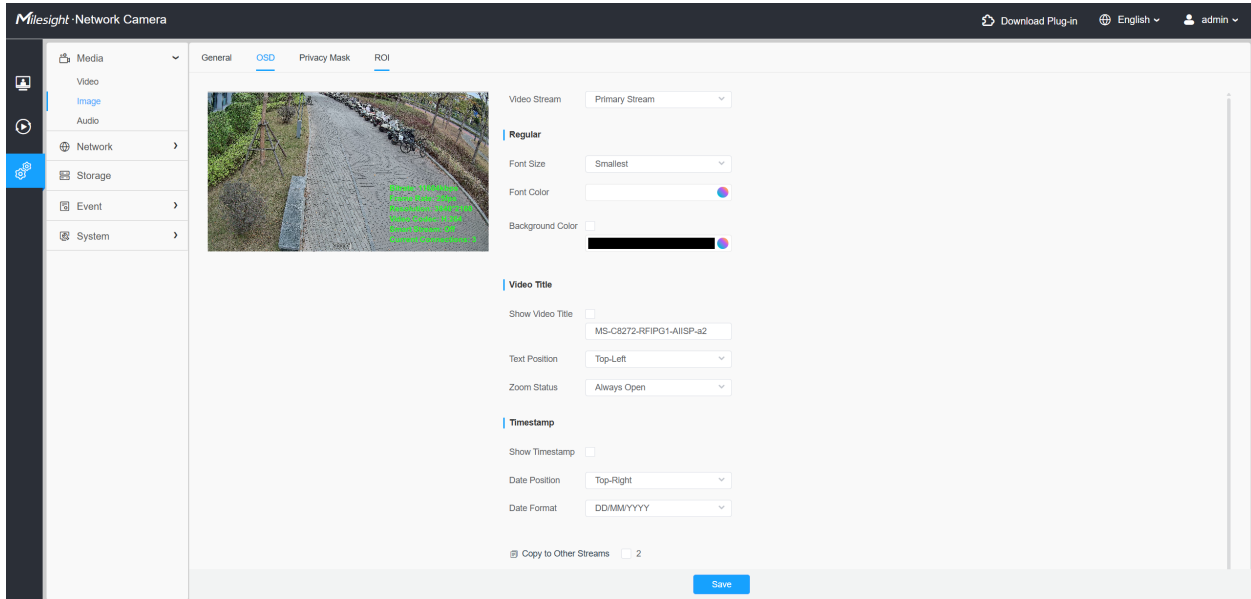 Milesight · Network Camera
Download Plug-in
English
admin
Media
Video
Image
Audio
Network
Storage
Event
System
General OSD Privacy Mask ROI
Video Stream Primary Stream
Regular
Font Size Smallest
Font Color
Background Color
Video Title
Show Video Title
MS-C8272-RFIPG1-AIISP-a2
Text Position Top-Left
Zoom Status Always Open
Timestamp
Show Timestamp
Date Position Top-Right
Date Format DD/MM/YYYY
Copy to Other Streams 2
Save